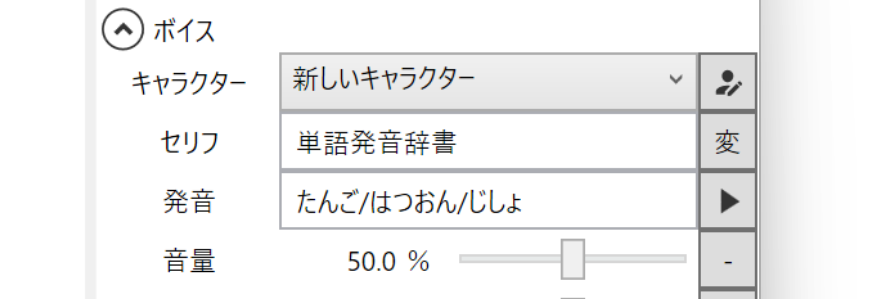 ボイス
キャラクター 新しいキャラクター
セリフ 単語発音辞書 変
発音 たんご/はつおん/じしょ
音量 50.0 % -